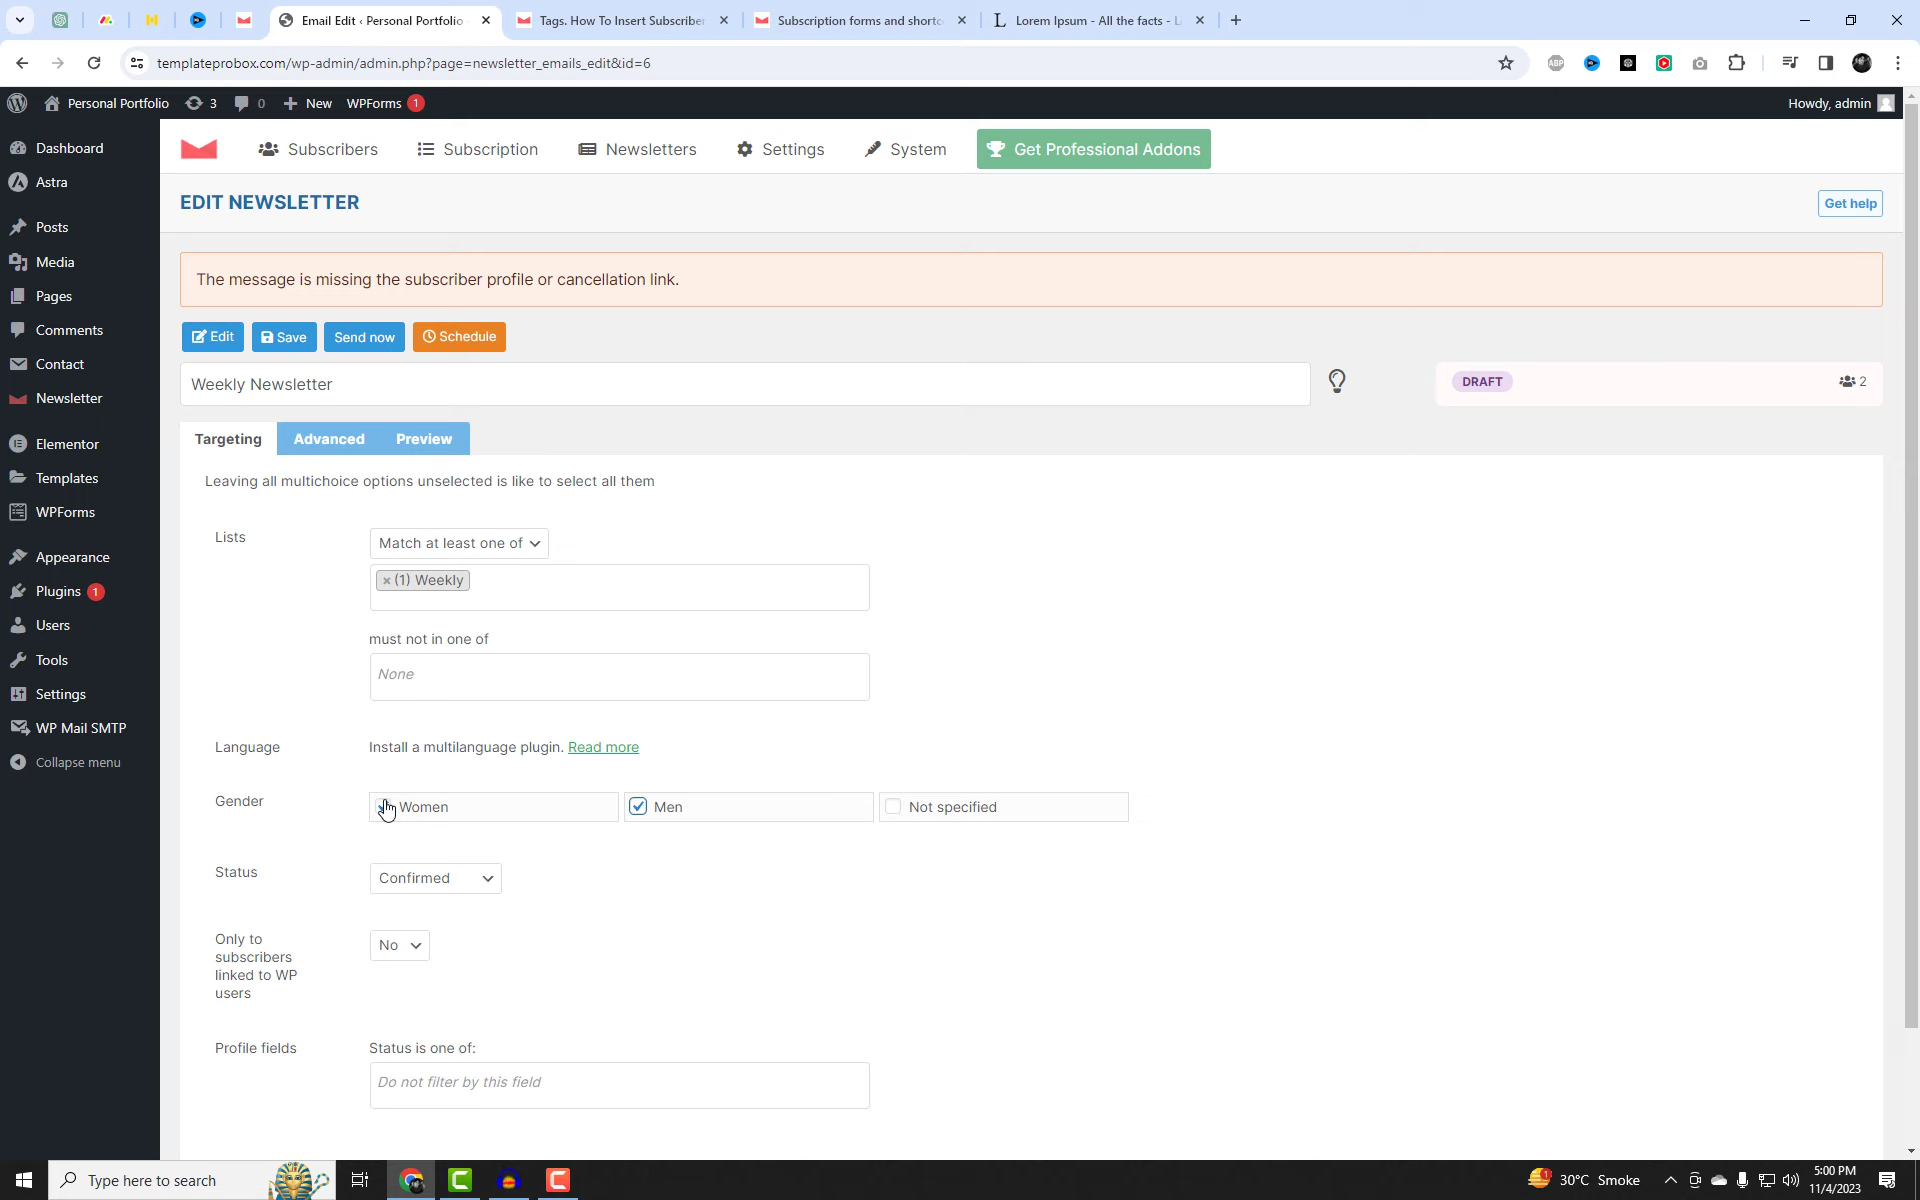 Email Edit ‹ Personal Portfolio
Tags. How To Insert Subscriber
Subscription forms and shortc
Lorem Ipsum - All the facts - L
templateprobox.com/wp-admin/admin.php?page=newsletter_emails_edit&id=6
ABP
Personal Portfolio
3
0
New
WPForms
1
Howdy, admin
Dashboard
Astra
Posts
Media
Pages
Comments
Contact
Newsletter
Elementor
Templates
WPForms
Appearance
Plugins
1
Users
Tools
Settings
WP Mail SMTP
Collapse menu
Subscribers
Subscription
Newsletters
Settings
System
Get Professional Addons
EDIT NEWSLETTER
Get help
The message is missing the subscriber profile or cancellation link.
Edit
Save
Send now
Schedule
Weekly Newsletter
DRAFT
2
Targeting
Advanced
Preview
Leaving all multichoice options unselected is like to select all them
Lists
Match at least one of
× (1) Weekly
must not in one of
None
Language
Install a multilanguage plugin. Read more
Gender
Women
Men
Not specified
Status
Confirmed
Only to
subscribers
linked to WP
users
No
Profile fields
Status is one of:
Do not filter by this field
Type here to search
30°C Smoke
5:00 PM
11/4/2023